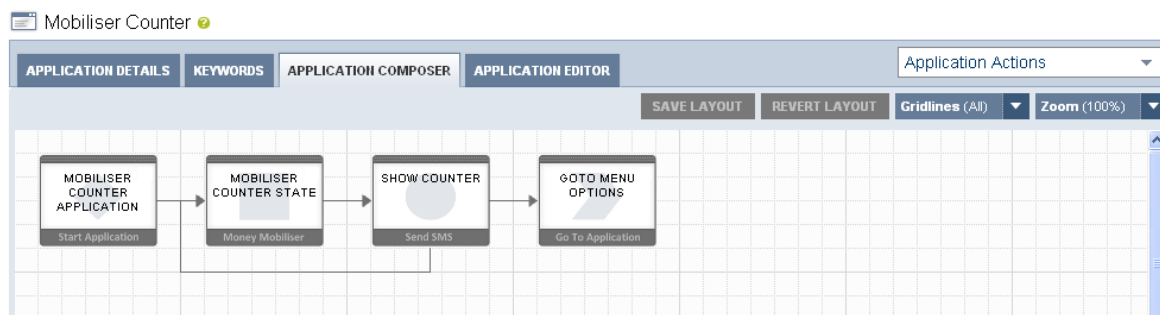 Mobiliser Counter
APPLICATION DETAILS KEYWORDS APPLICATION COMPOSER APPLICATION EDITOR Application Actions
SAVE LAYOUT REVERT LAYOUT Gridlines (All) Zoom (100%)
MOBILISER
COUNTER
APPLICATION
Start Application
MOBILISER
COUNTER STATE
Money Mobiliser
SHOW COUNTER
Send SMS
GOTO MENU
OPTIONS
Go To Application